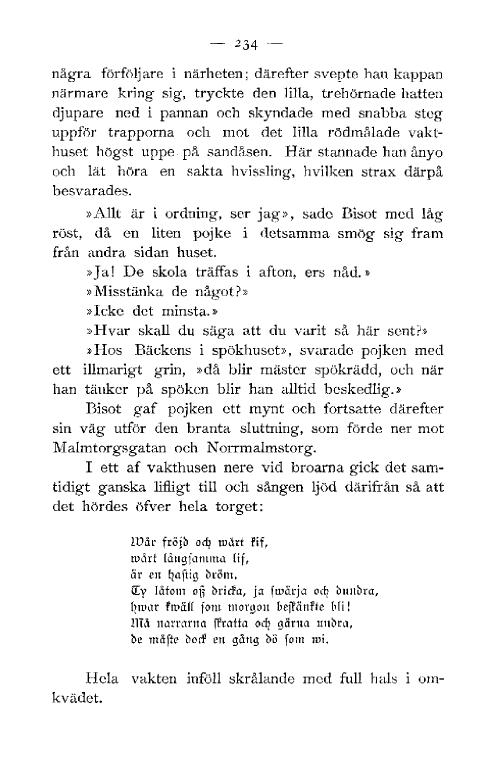 — 234 —
några förföljare i närheten; därefter svepte han kappan
närmare kring sig, tryckte den lilla, trehörnade hatten
djupare ned i pannan och skyndade med snabba steg
uppför trapporna och mot det lilla rödmålade vakt-
huset högst uppe på sandåsen. Här stannade han ånyo
och lät höra en sakta hvissling, hvilken strax därpå
besvarades.
»Allt är i ordning, ser jag», sade Bisot med låg
röst, då en liten pojke i detsamma smög sig fram
från andra sidan huset.
»Ja! De skola träffas i afton, ers nåd.»
»Misstänka de något?»
»Icke det minsta.»
»Hvar skall du säga att du varit så här sent?»
»Hos Bäckens i spökhuset», svarade pojken med
ett illmarigt grin, »då blir mäster spökrädd, och när
han tänker på spöken blir han alltid beskedlig.»
Bisot gaf pojken ett mynt och fortsatte därefter
sin väg utför den branta sluttning, som förde ner mot
Malmtorgsgatan och Norrmalmstorg.
I ett af vakthusen nere vid broarna gick det sam-
tidigt ganska lifligt till och sången ljöd därifrån så att
det hördes öfver hela torget:
Wår fröjd och wårt kif,
wårt långsamma lif,
är en hastig dröm.
Ty låtom oss dricka, ja swärja och dundra,
hwar kwäll som morgon beskänkte bli!
Må narrarna skratta och gärna undra,
de måste dock en gång dö som wi.
Hela vakten inföll skrålande med full hals i om-
kvädet.